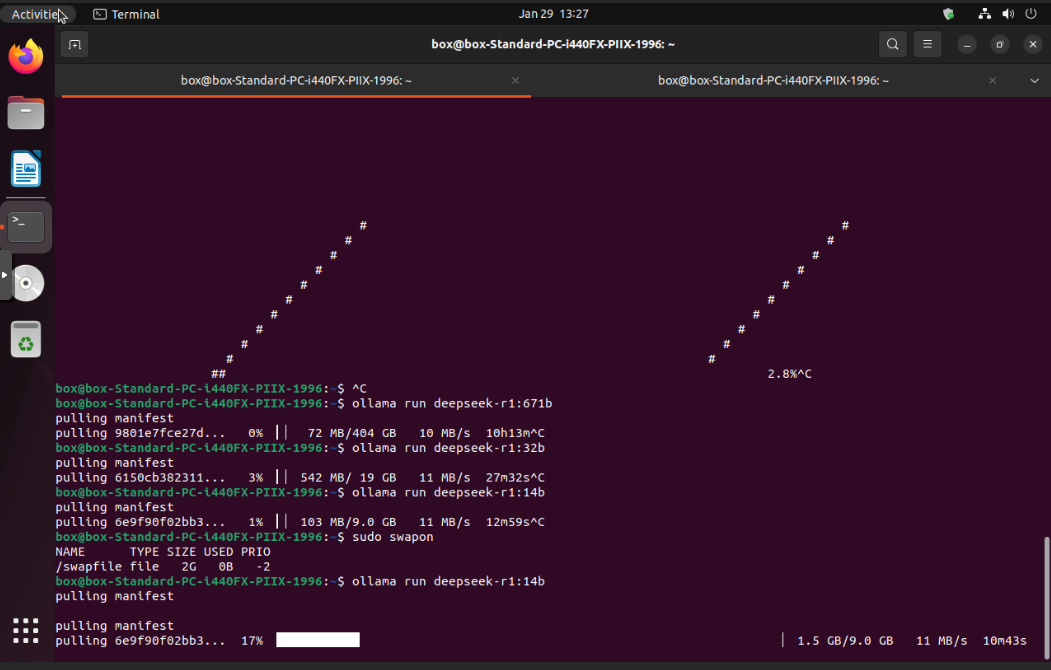 Activities
Terminal
Jan 29 13:27
box@box-Standard-PC-i440FX-PIIX-1996: ~
box@box-Standard-PC-i440FX-PIIX-1996: ~
box@box-Standard-PC-i440FX-PIIX-1996: ~
# #
# #
# #
# #
# #
# #
# #
# #
# #
# #
## 2.8%^C
box@box-Standard-PC-i440FX-PIIX-1996:~$ ^C
box@box-Standard-PC-i440FX-PIIX-1996:~$ ollama run deepseek-r1:671b
pulling manifest
pulling 9801e7fce27d... 0% 72 MB/404 GB 10 MB/s 10h13m^C
box@box-Standard-PC-i440FX-PIIX-1996:~$ ollama run deepseek-r1:32b
pulling manifest
pulling 6150cb382311... 3% 542 MB/ 19 GB 11 MB/s 27m32s^C
box@box-Standard-PC-i440FX-PIIX-1996:~$ ollama run deepseek-r1:14b
pulling manifest
pulling 6e9f90f02bb3... 1% 103 MB/9.0 GB 11 MB/s 12m59s^C
box@box-Standard-PC-i440FX-PIIX-1996:~$ sudo swapon
NAME TYPE SIZE USED PRIO
/swapfile file 2G 0B -2
box@box-Standard-PC-i440FX-PIIX-1996:~$ ollama run deepseek-r1:14b
pulling manifest
pulling manifest
pulling 6e9f90f02bb3... 17% 1.5 GB/9.0 GB 11 MB/s 10m43s